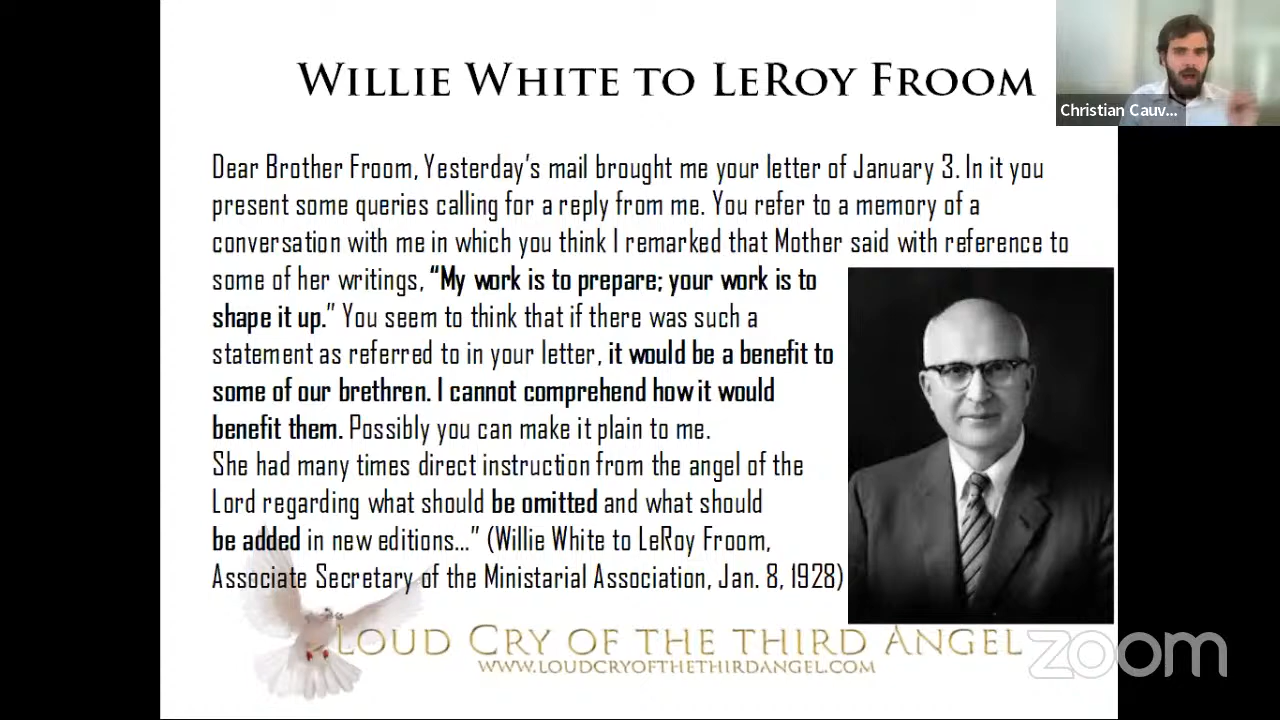 WILLIE WHITE TO LEROY FROOM
Christian Cauv...
Dear Brother Froom, Yesterday's mail brought me your letter of January 3. In it you
present some queries calling for a reply from me. You refer to a memory of a
conversation with me in which you think I remarked that Mother said with reference to
some of her writings, “My work is to prepare; your work is to
shape it up.” You seem to think that if there was such a
statement as referred to in your letter, it would be a benefit to
some of our brethren. I cannot comprehend how it would
benefit them. Possibly you can make it plain to me.
She had many times direct instruction from the angel of the
Lord regarding what should be omitted and what should
be added in new editions...” (Willie White to LeRoy Froom,
Associate Secretary of the Ministarial Association, Jan. 8, 1928)
LOUD CRY OF THE THIRD ANGEL
WWW.LOUDCRYOFTHETHIRDANGEL.COM
zoom